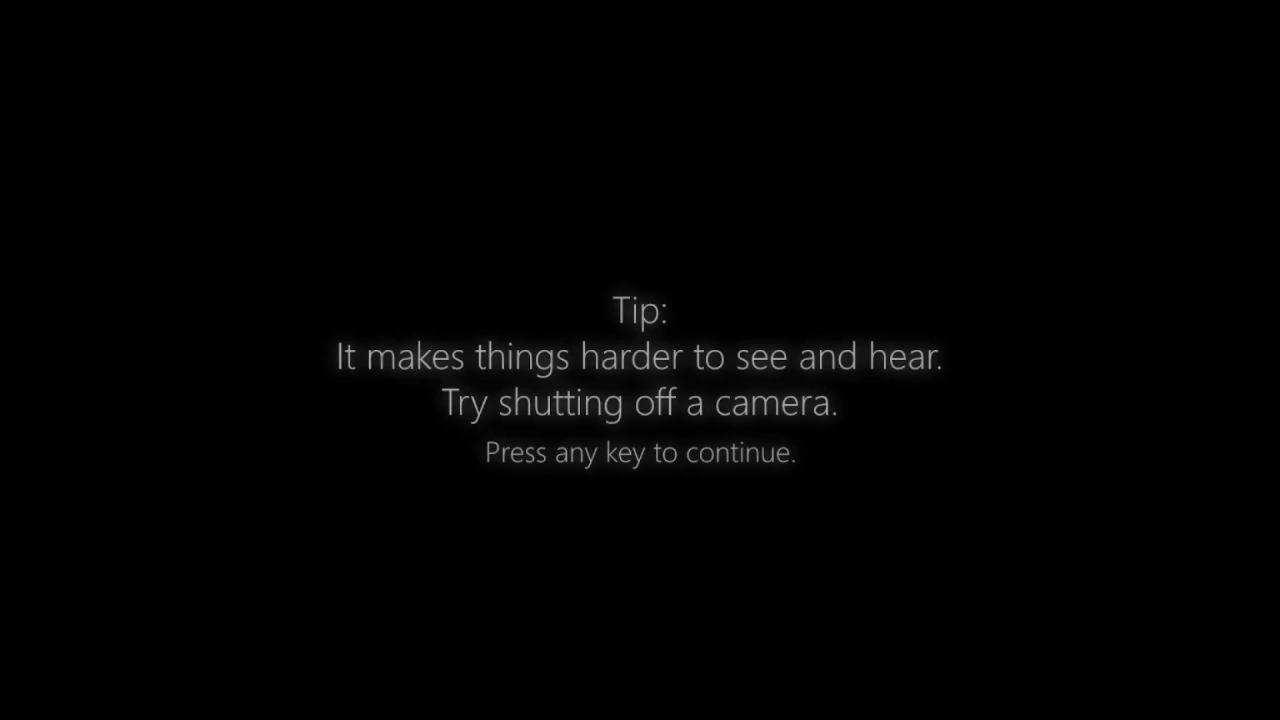 Tip:
It makes things harder to see and hear.
Try shutting off a camera.
Press any key to continue.